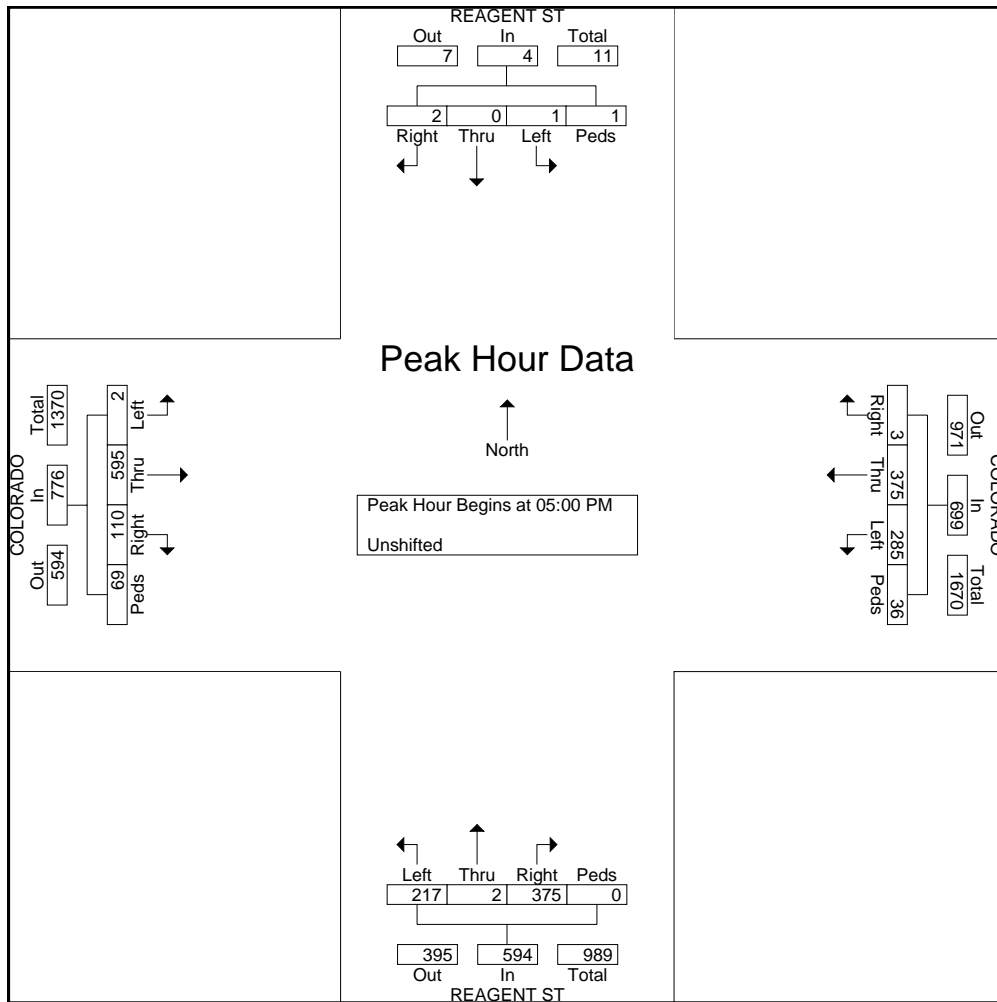 REAGENT ST
Out In Total
7 4 11
2 0 1 1
Right Thru Left Peds
Peak Hour Data
North
Peak Hour Begins at 05:00 PM
Unshifted
COLORADO
Total In Out
1370 776 594
2 595 110 69
Left Thru Right Peds
Right Thru Left Peds
3 375 285 36
Out In Total
971 699 1670
COLORADO
Left Thru Right Peds
217 2 375 0
395 594 989
Out In Total
REAGENT ST